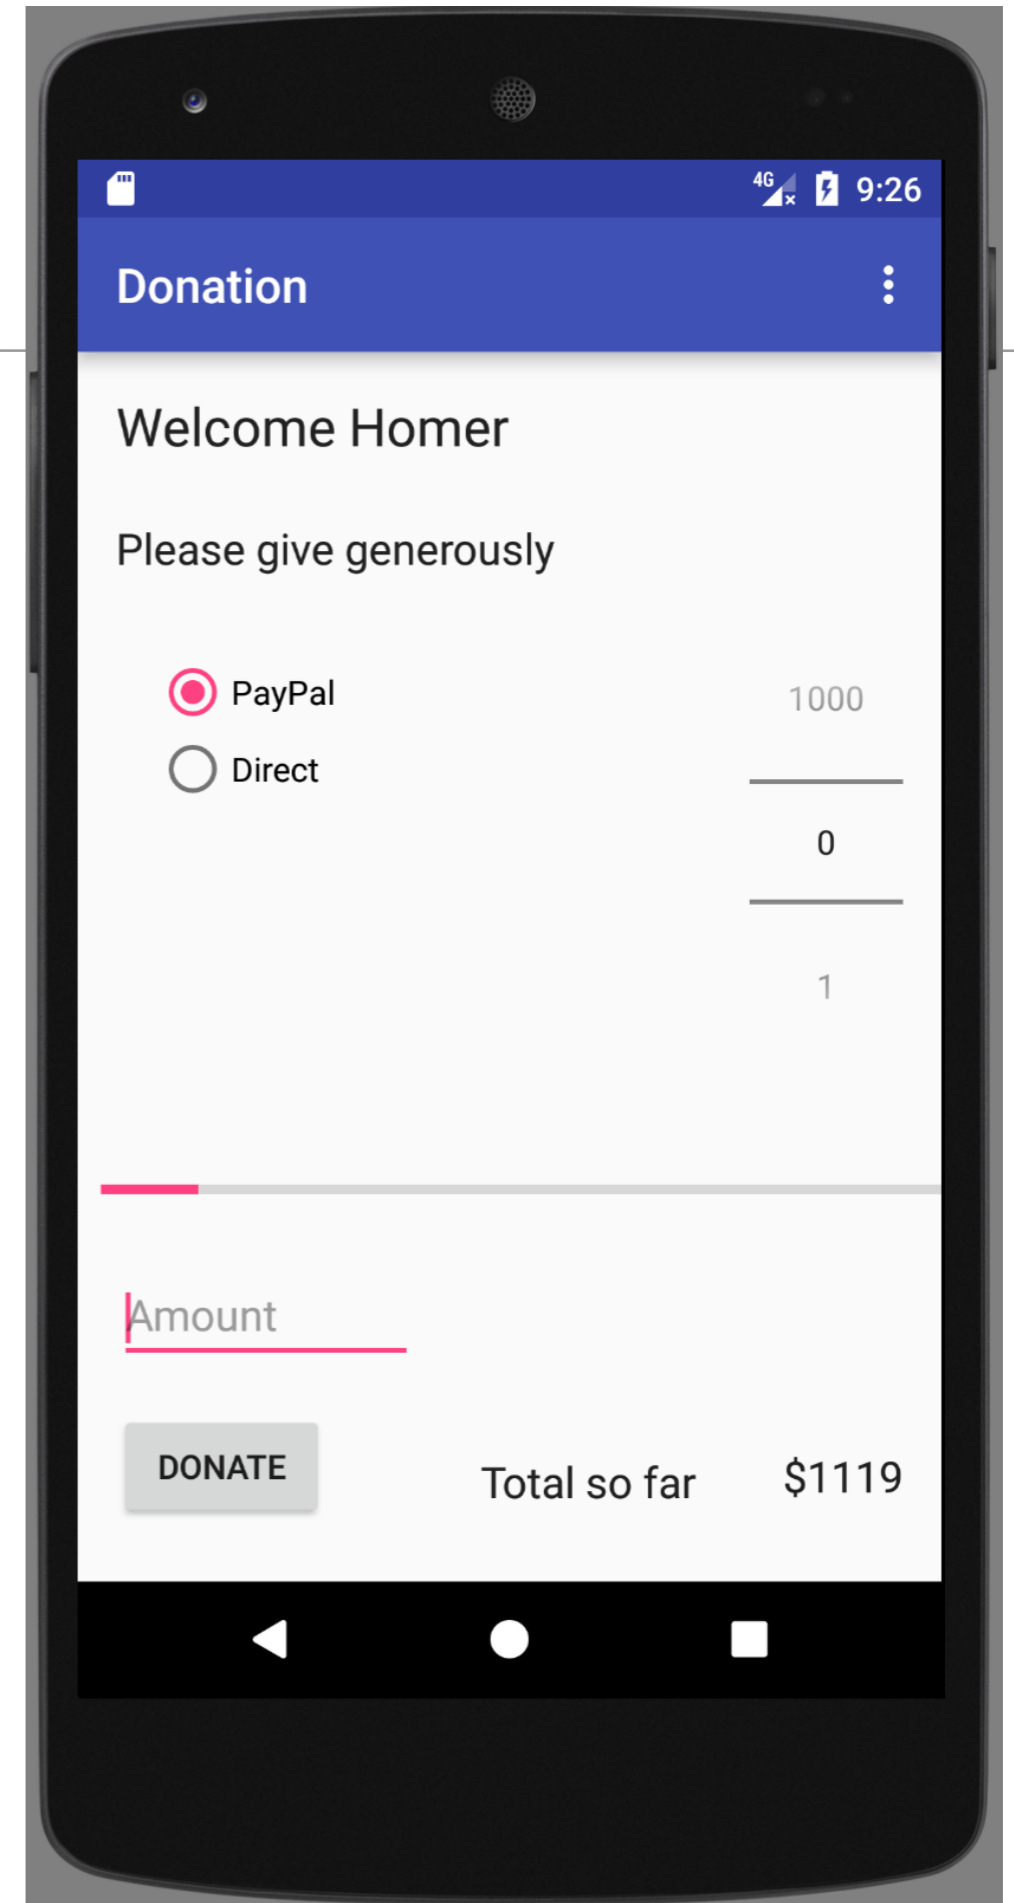 4G 9:26
Donation
Welcome Homer
Please give generously
PayPal
1000
Direct
0
1
Amount
DONATE
Total so far
$1119